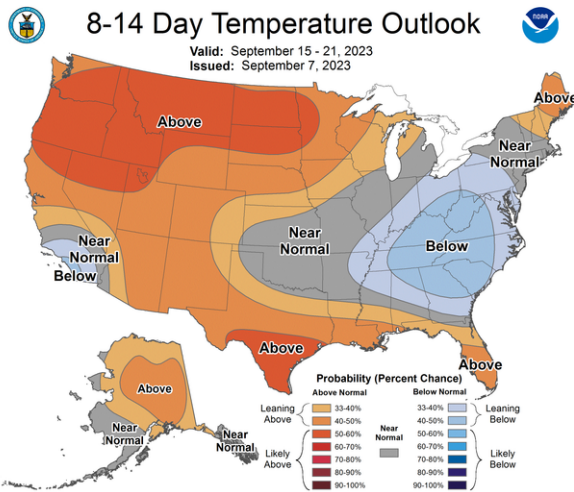 8-14 Day Temperature Outlook
NOAA
Valid: September 15 - 21, 2023
Issued: September 7, 2023
Above
Above
Near
Normal
Near
Normal
Below
Near
Normal
Below
Above
Above
Above
Near
Normal
Near
Normal
Probability (Percent Chance)
Above Normal
Below Normal
Leaning
Above
33-40%
40-50%
Likely
Above
50-60%
60-70%
70-80%
80-90%
90-100%
Near
Normal
33-40%
40-50%
Leaning
Below
50-60%
60-70%
70-80%
80-90%
90-100%
Likely
Below